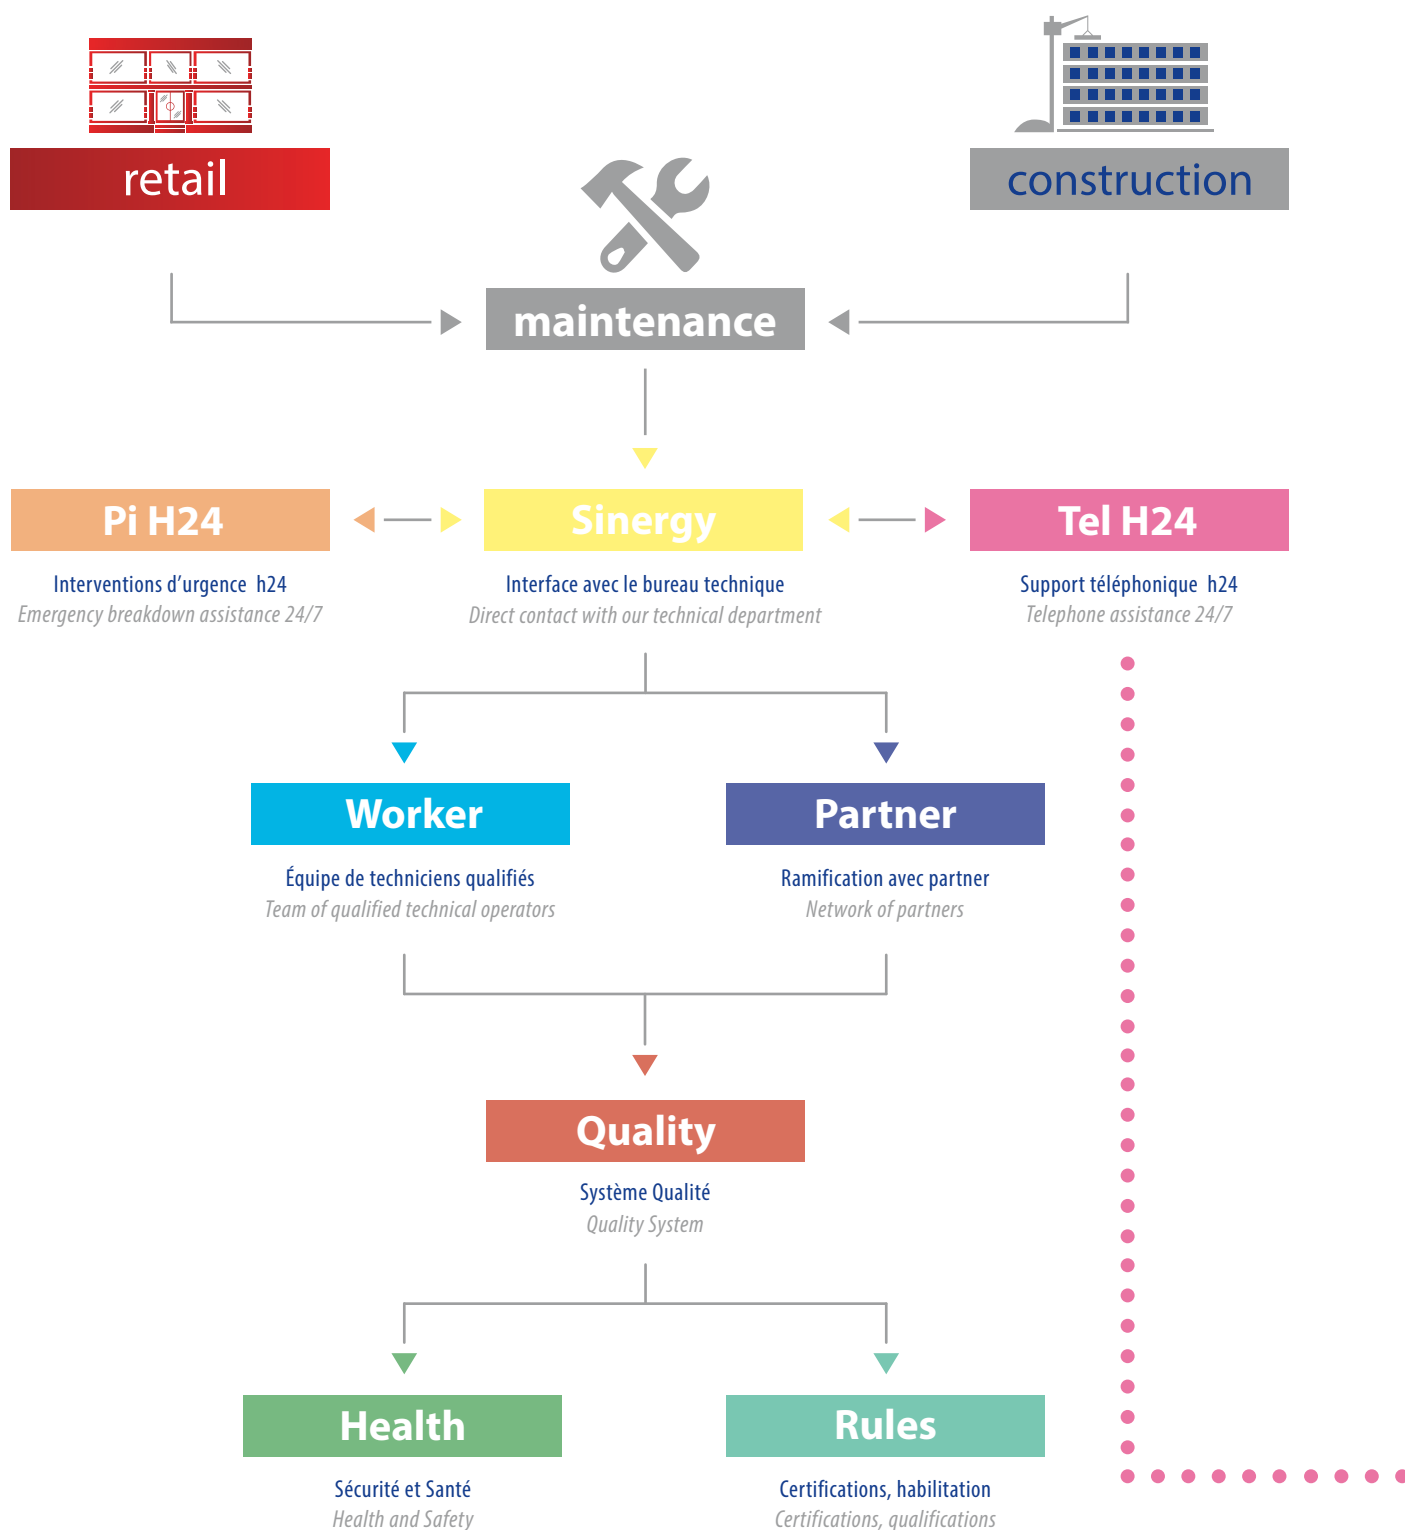 retail
construction
maintenance
Pi H24
Sinergy
Tel H24
Interventions d'urgence  h24
Emergency breakdown assistance 24/7
Interface avec le bureau technique
Direct contact with our technical department
Support téléphonique  h24
Telephone assistance 24/7
Worker
Partner
Équipe de techniciens qualifiés
Team of qualified technical operators
Ramification avec partner
Network of partners
Quality
Système Qualité
Quality System
Health
Rules
Sécurité et Santé
Health and Safety
Certifications, habilitation
Certifications, qualifications